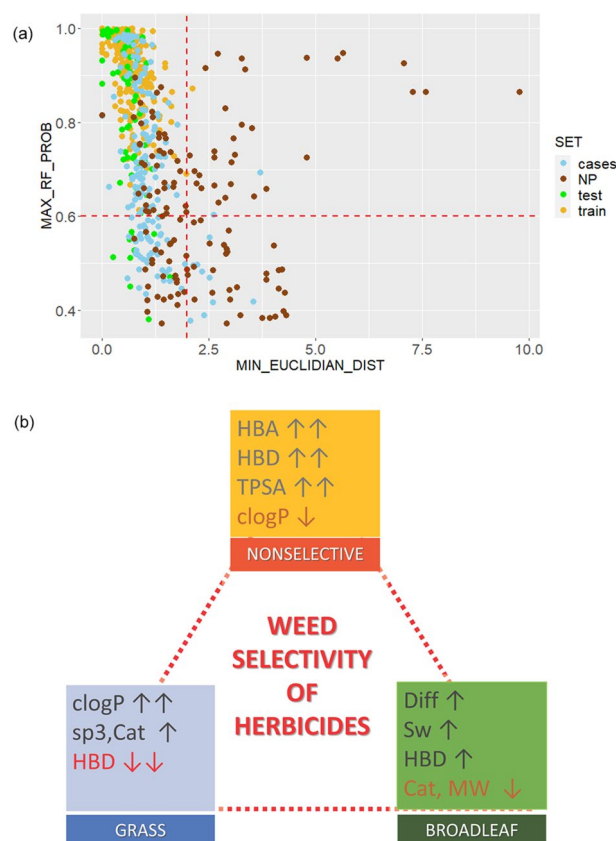 (a)
1.0
0.8
0.6
0.4
MAX_RF_PROB
0.0
2.5
5.0
7.5
10.0
MIN_EUCLIDIAN_DIST
SET
cases
NP
test
train
(b)
HBA ↑↑
HBD ↑↑
TPSA ↑↑
clogP ↓
NONSELECTIVE
WEED
SELECTIVITY
OF
HERBICIDES
clogP ↑↑
sp3,Cat ↑
HBD ↓↓
GRASS
Diff ↑
Sw ↑
HBD ↑
Cat, MW ↓
BROADLEAF